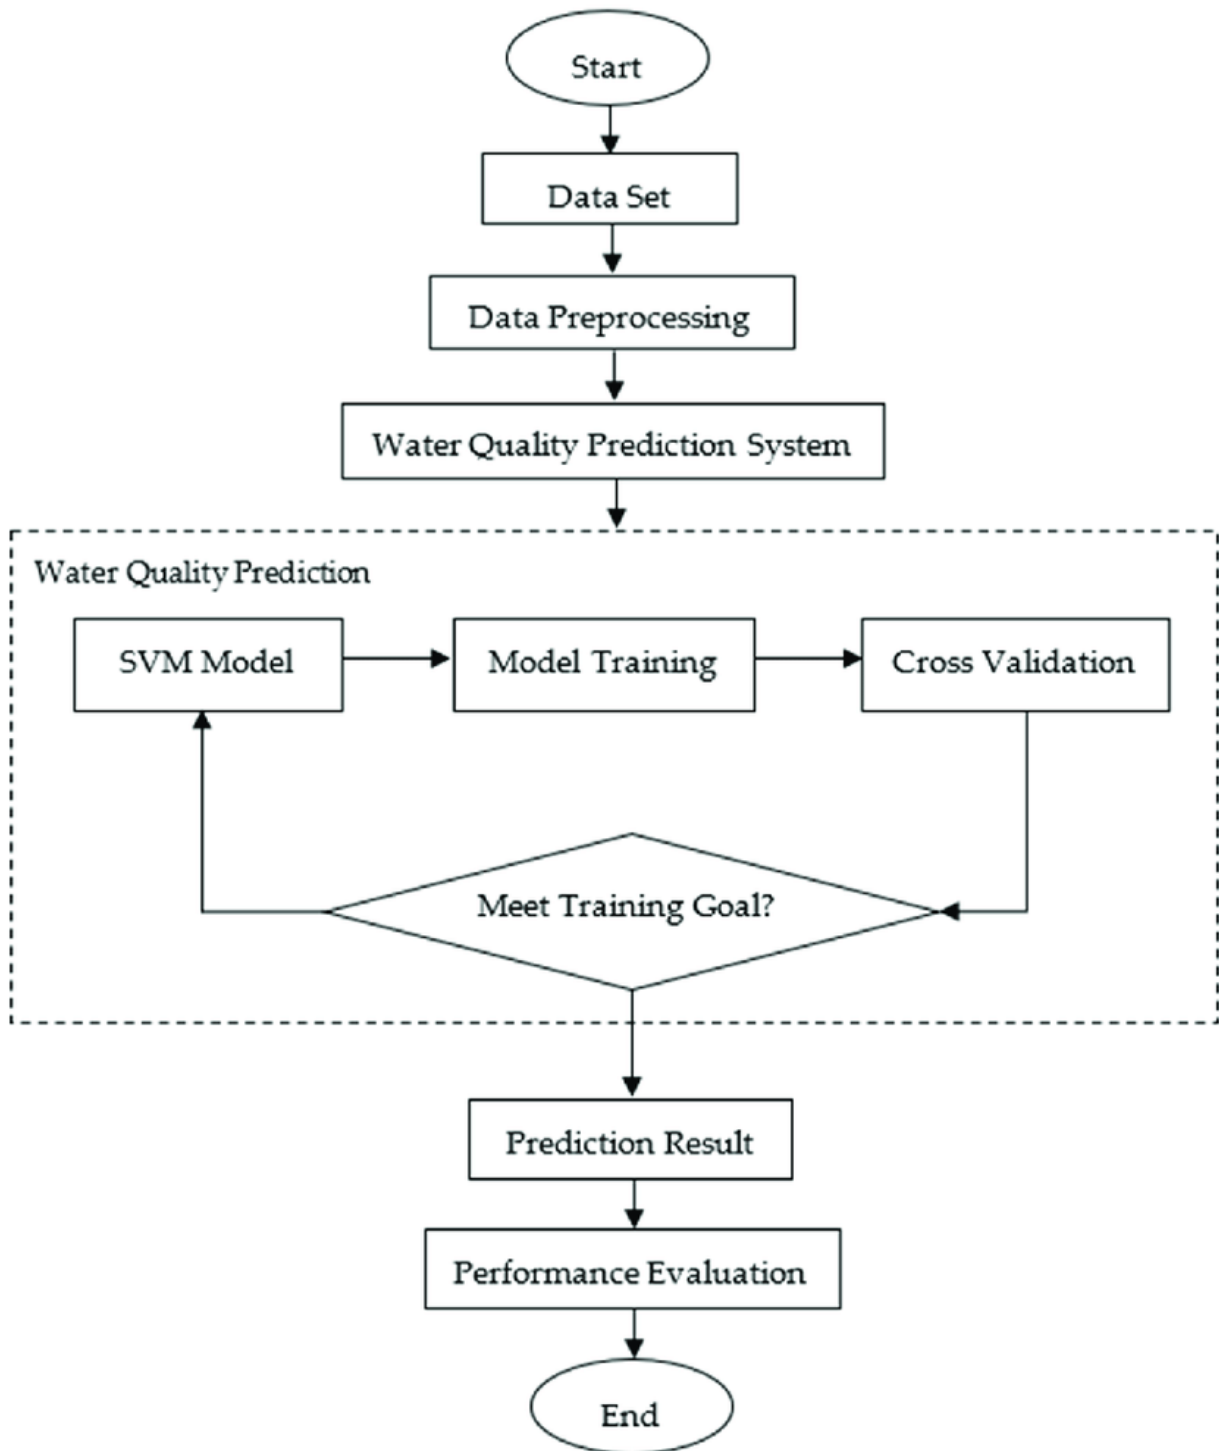 Start
Data Set
Data Preprocessing
Water Quality Prediction System
Water Quality Prediction
SVM Model
Model Training
Cross Validation
Meet Training Goal?
Prediction Result
Performance Evaluation
End